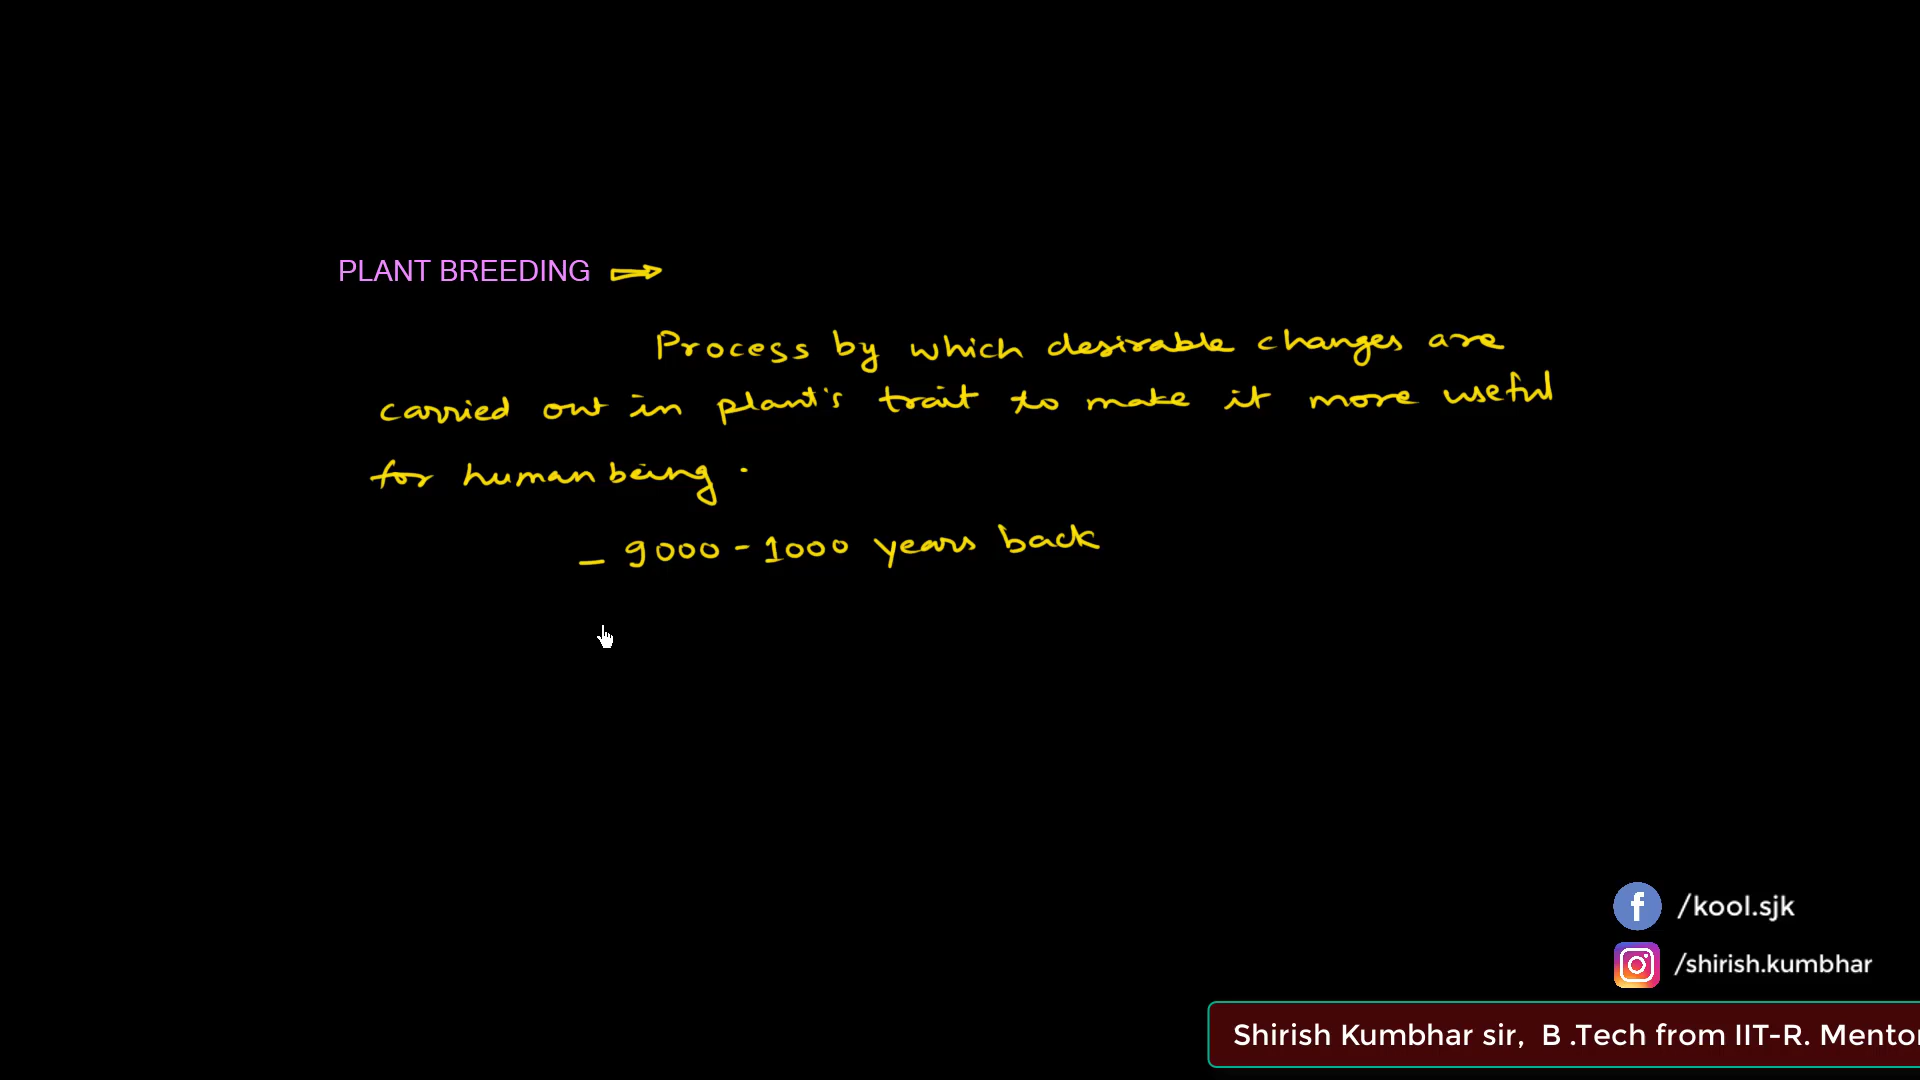 PLANT BREEDING
Process by which desirable changes are
carried out in plant's trait to make it more useful
for human being.
- 9000-1000 years back
/kool.sjk
/shirish.kumbhar
Shirish Kumbhar sir, B .Tech from IIT-R. Mentor